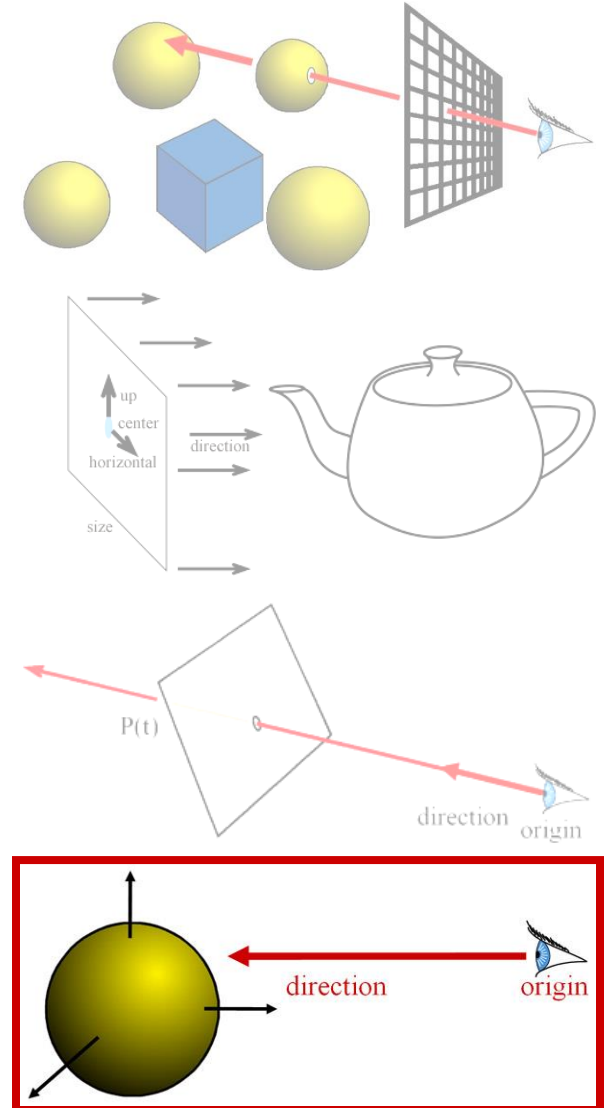 up
center
direction
horizontal
size
P(t)
direction
origin
direction
origin